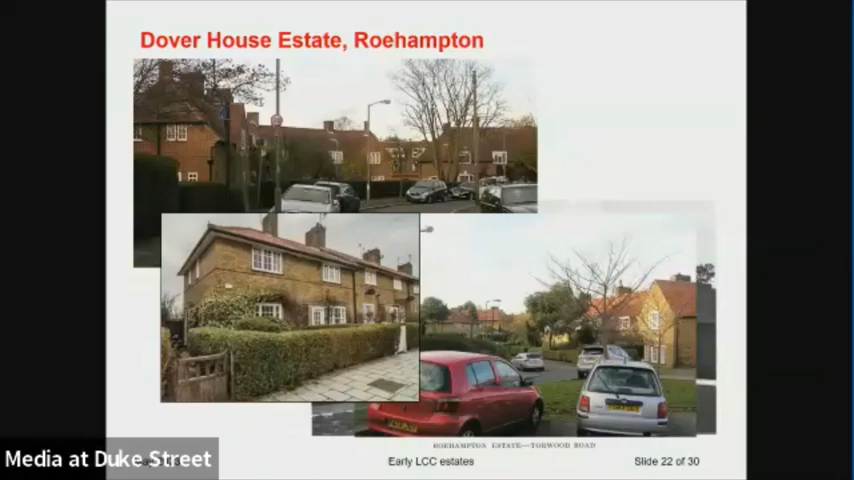 Dover House Estate, Roehampton
ROEHAMPTON ESTATE—TORWOOD ROAD
Media at Duke Street
Early LCC estates
Slide 22 of 30